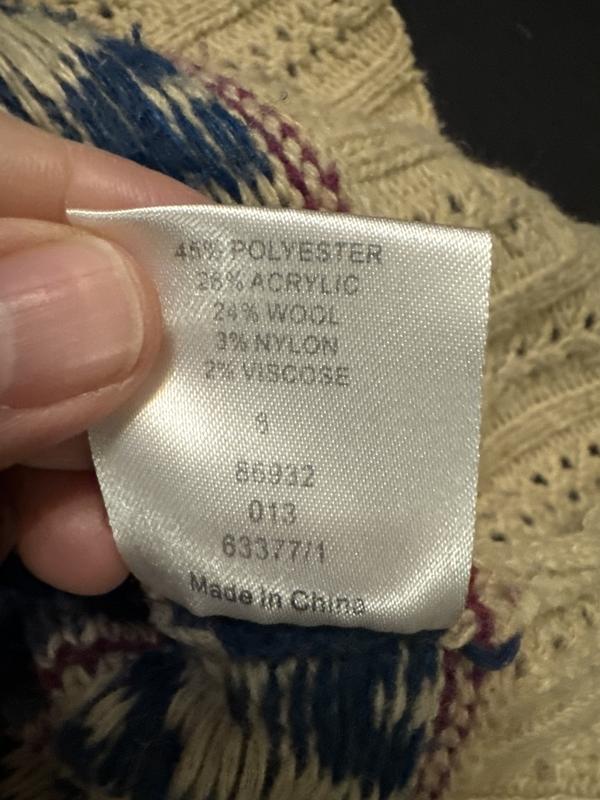 45% POLYESTER
26% ACRYLIC
24% WOOL
3% NYLON
2% VISCOSE
86932
013
63377/1
Made in China